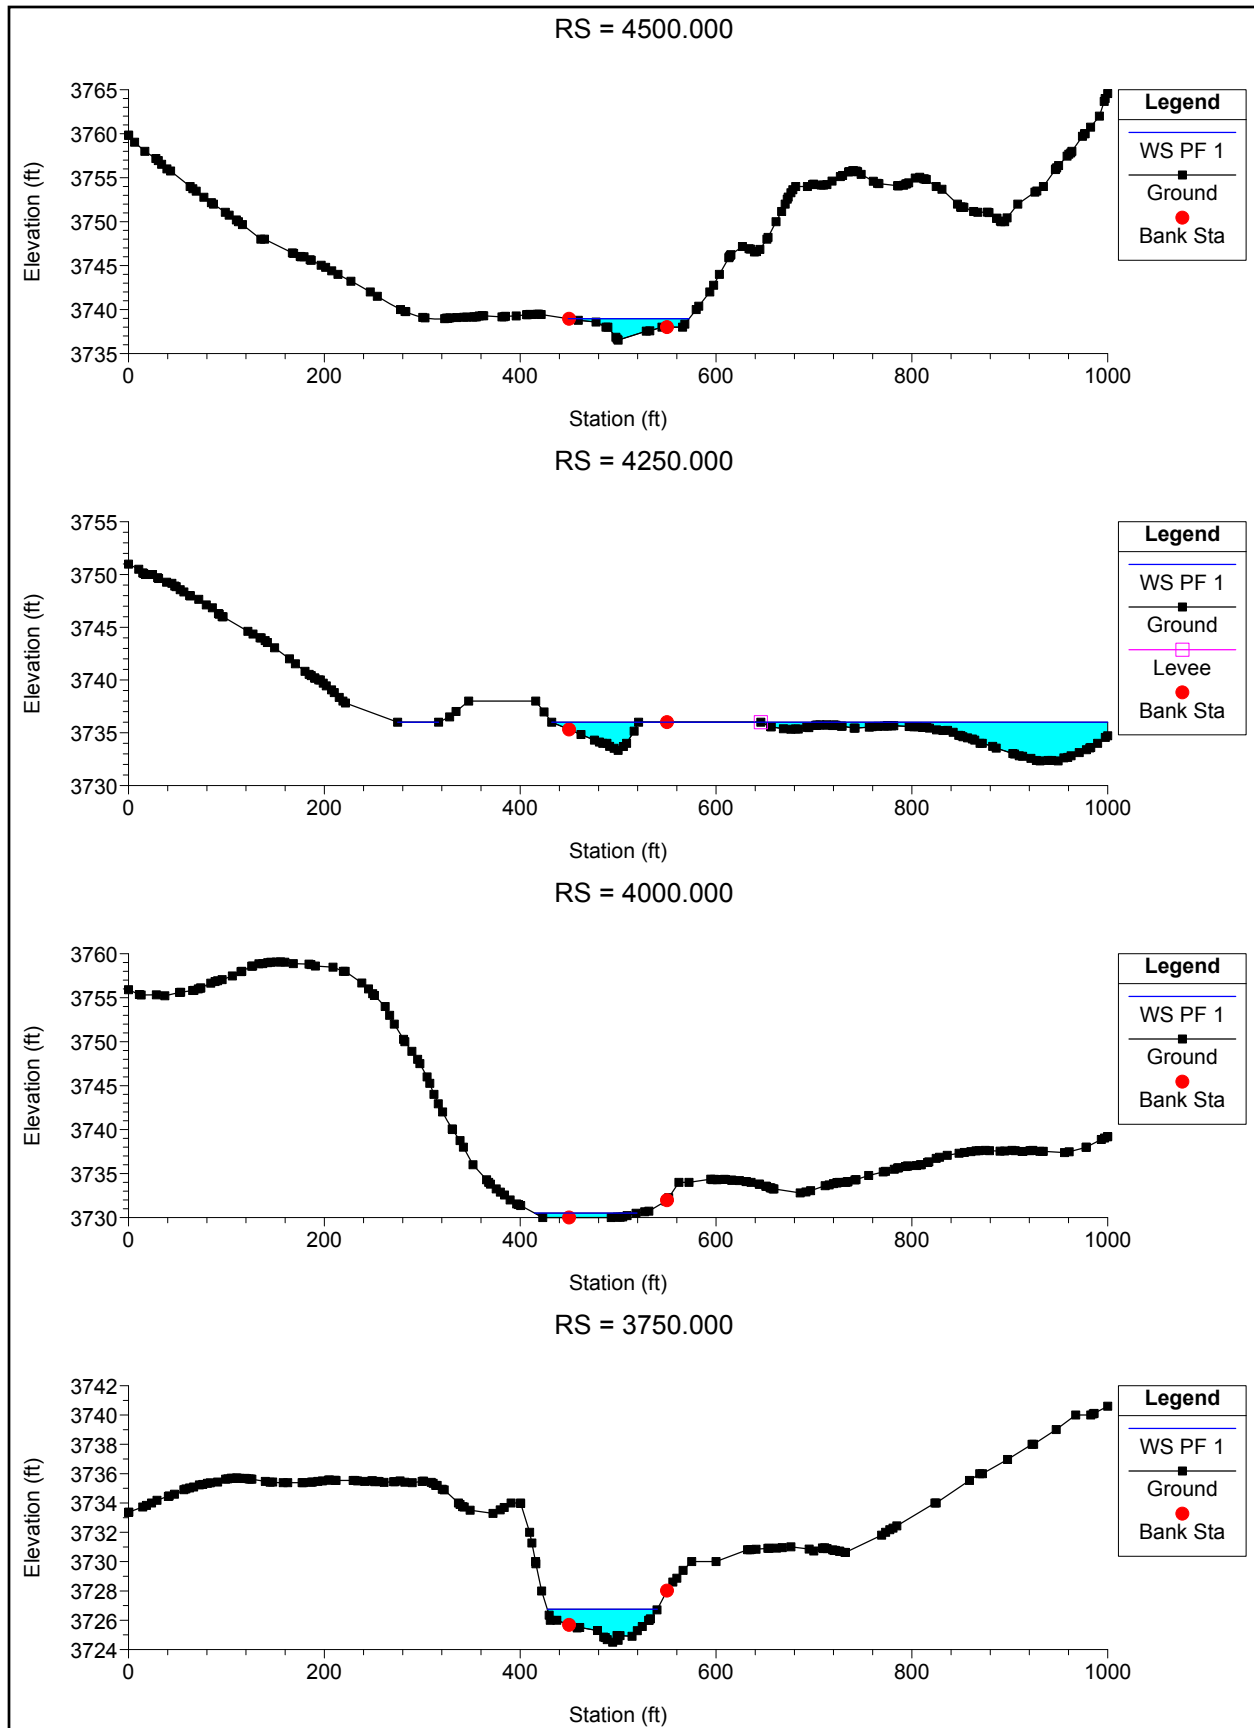 RS = 4500.000
Elevation (ft)
3765
3760
3755
3750
3745
3740
3735
0 200 400 600 800 1000
Station (ft)
Legend
WS PF 1
Ground
Bank Sta
RS = 4250.000
Elevation (ft)
3755
3750
3745
3740
3735
3730
0 200 400 600 800 1000
Station (ft)
Legend
WS PF 1
Ground
Levee
Bank Sta
RS = 4000.000
Elevation (ft)
3760
3755
3750
3745
3740
3735
3730
0 200 400 600 800 1000
Station (ft)
Legend
WS PF 1
Ground
Bank Sta
RS = 3750.000
Elevation (ft)
3742
3740
3738
3736
3734
3732
3730
3728
3726
3724
0 200 400 600 800 1000
Station (ft)
Legend
WS PF 1
Ground
Bank Sta